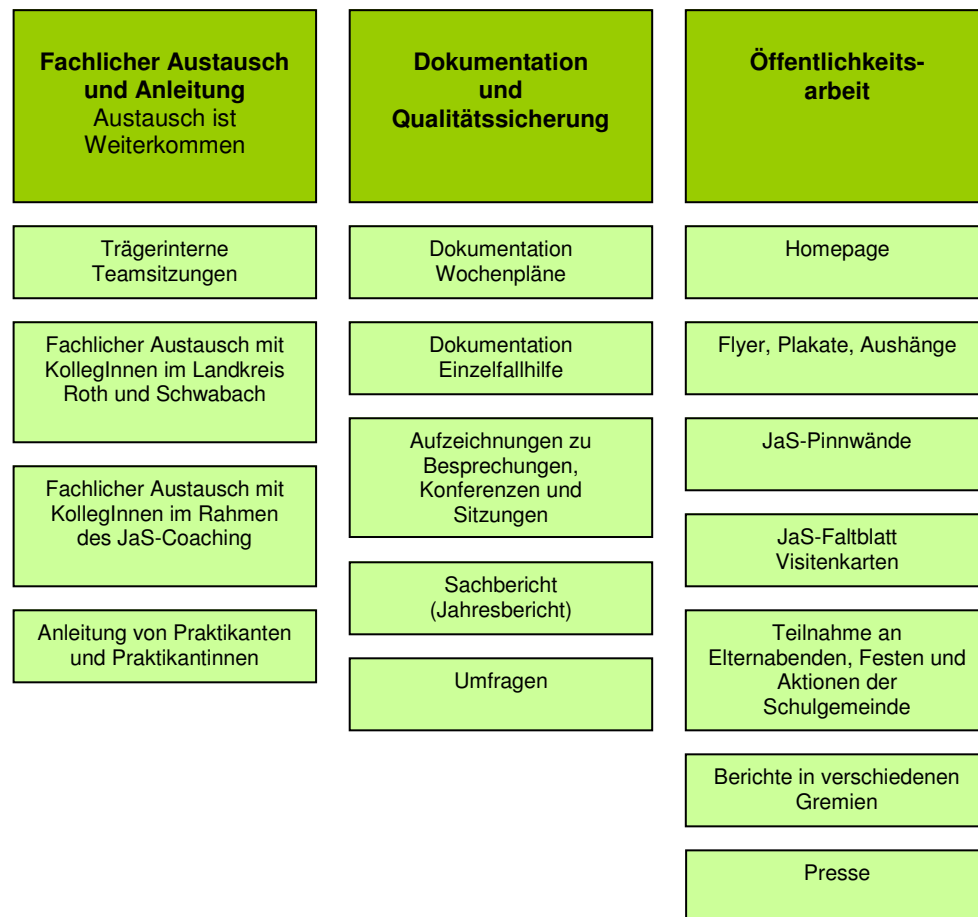 Fachlicher Austausch
und Anleitung
Austausch ist
Weiterkommen
Trägerinterne
Teamsitzungen
Fachlicher Austausch mit
KollegInnen im Landkreis
Roth und Schwabach
Fachlicher Austausch mit
KollegInnen im Rahmen
des JaS-Coaching
Anleitung von Praktikanten
und Praktikantinnen
Dokumentation
und
Qualitätssicherung
Dokumentation
Wochenpläne
Dokumentation
Einzelfallhilfe
Aufzeichnungen zu
Besprechungen,
Konferenzen und
Sitzungen
Sachbericht
(Jahresbericht)
Umfragen
Öffentlichkeits-
arbeit
Homepage
Flyer, Plakate, Aushänge
JaS-Pinnwände
JaS-Faltblatt
Visitenkarten
Teilnahme an
Elternabenden, Festen und
Aktionen der
Schulgemeinde
Berichte in verschiedenen
Gremien
Presse